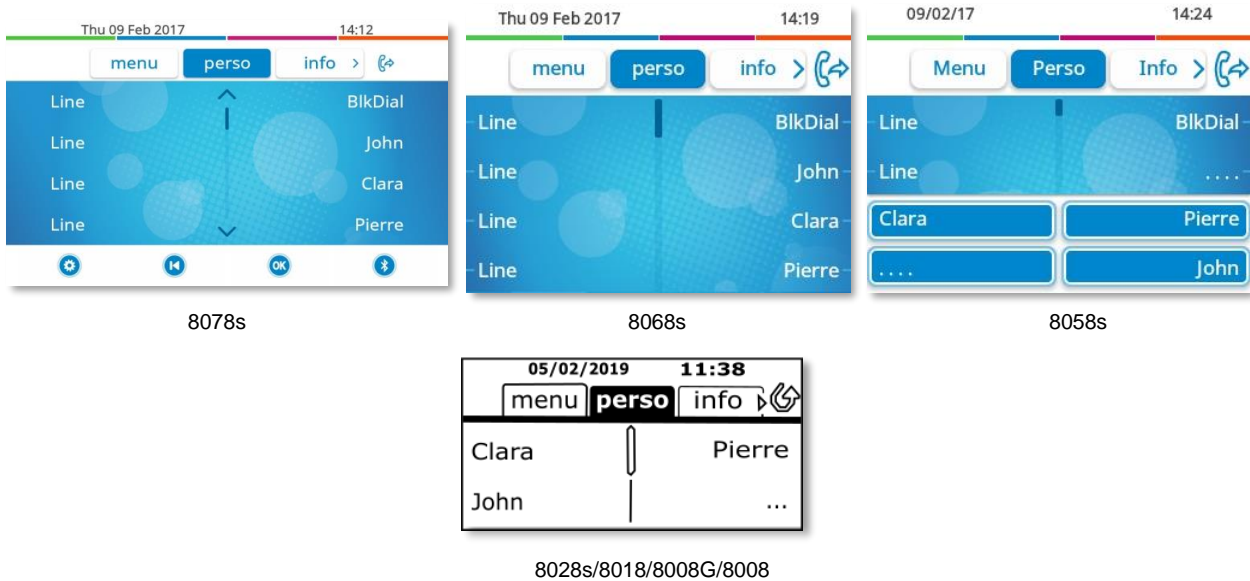 Thu 09 Feb 2017 14:12
menu perso info >
Line BlkDial
Line John
Line Clara
Line Pierre
OK
8078s
Thu 09 Feb 2017 14:19
menu perso info >
Line BlkDial
Line John
Line Clara
Line Pierre
8068s
09/02/17 14:24
Menu Perso Info >
Line BlkDial
Line ....
Clara Pierre
.... John
8058s
05/02/2019 11:38
menu perso info
Clara Pierre
John ...
8028s/8018/8008G/8008